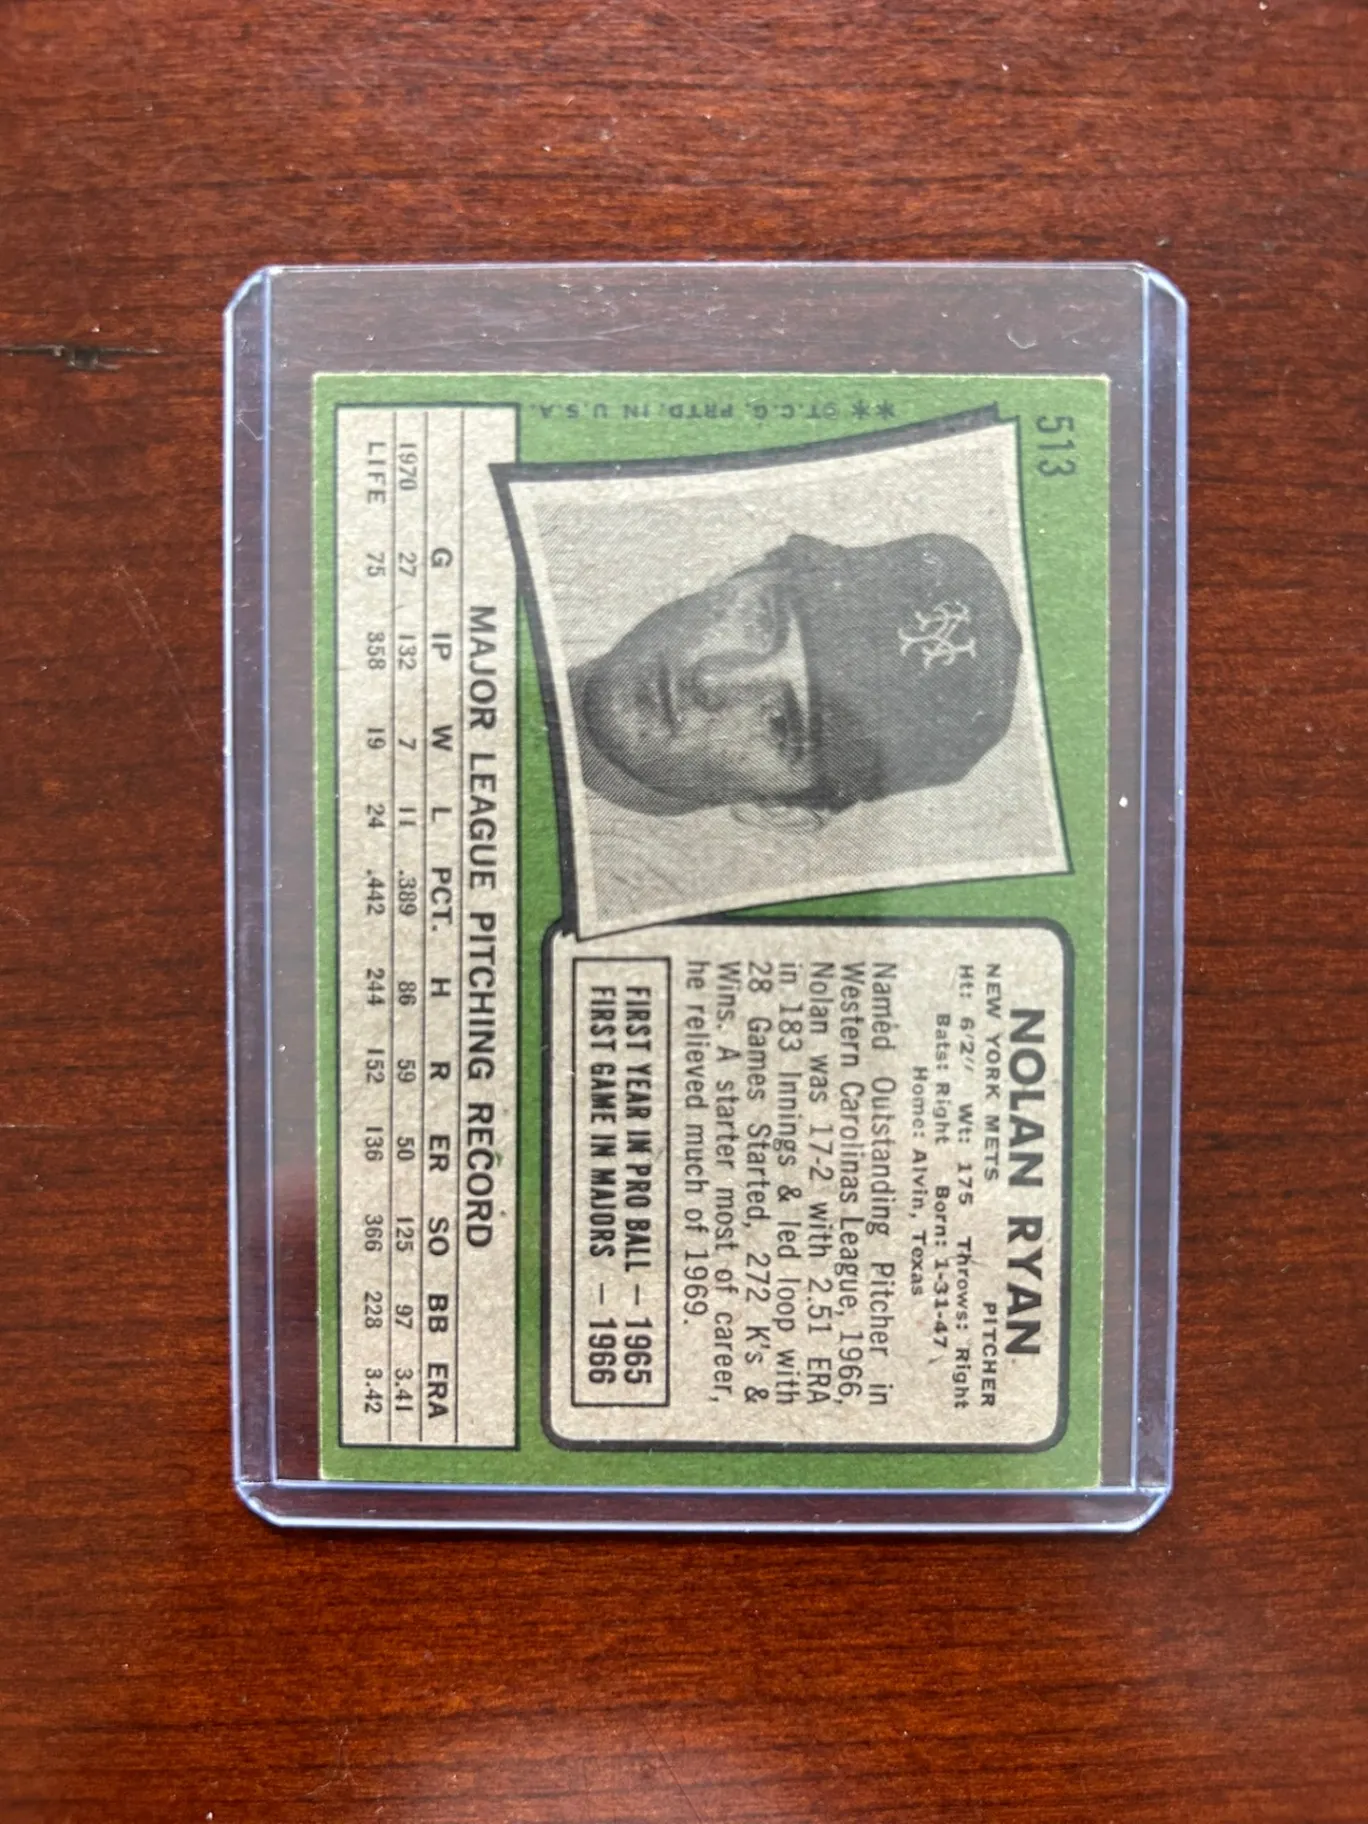 513
NOLAN RYAN
NEW YORK METS PITCHER
Ht: 6'2" Wt: 175 Throws: Right
Bats: Right Born: 1-31-47
Home: Alvin, Texas
Named Outstanding Pitcher in
Western Carolinas League, 1966,
Nolan was 17-2 with 2.51 ERA
in 183 Innings & led loop with
28 Games Started, 272 K's &
Wins. A starter most of career,
he relieved much of 1969.
FIRST YEAR IN PRO BALL — 1965
FIRST GAME IN MAJORS — 1966
NY
** ©T.C.G. PRTD. IN U.S.A.
MAJOR LEAGUE PITCHING RECORD
G IP W L PCT. H R ER SO BB ERA
1970 27 132 7 11 .389 86 59 50 125 97 3.41
LIFE 75 358 19 24 .442 244 152 136 366 228 3.42